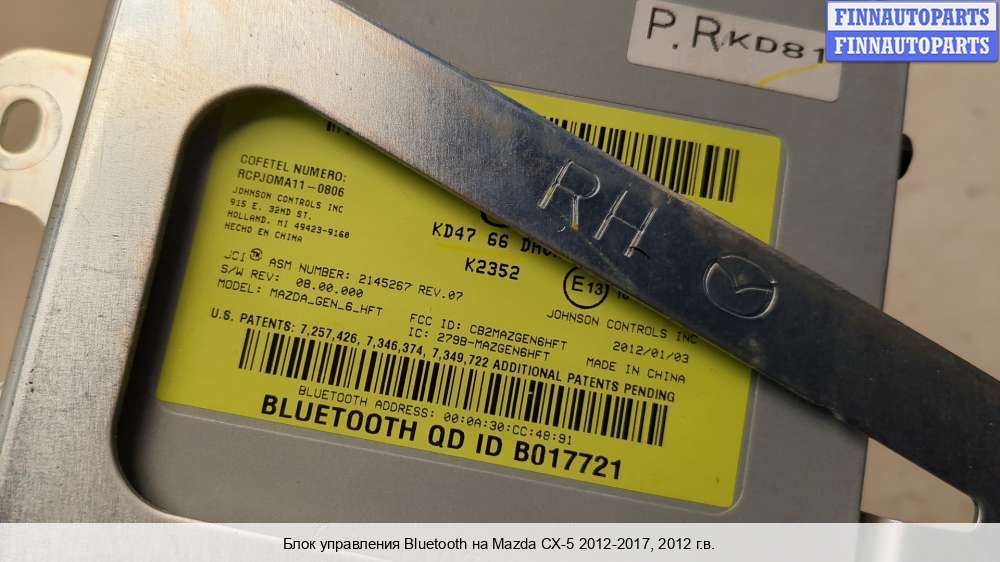 FINNAUTOPARTS
FINNAUTOPARTS
P.R KD81
COFETEL NUMERO:
RCPJOMA11-0806
JOHNSON CONTROLS INC
915 E. 32ND ST.
HOLLAND, MI 49423-9160
HECHO EN CHINA
RH
KD47 66
K2352
E13
JCI™ ASM NUMBER: 2145267 REV.07
S/W REV: 08.00.000
MODEL: MAZDA_GEN_6_HFT
JOHNSON CONTROLS INC
FCC ID: CB2MAZGEN6HFT
2012/01/03
IC: 279B-MAZGEN6HFT
MADE IN CHINA
U.S. PATENTS: 7,257,426, 7,346,374, 7,349,722 ADDITIONAL PATENTS PENDING
BLUETOOTH ADDRESS: 00:0A:30:CC:48:91
BLUETOOTH QD ID B017721
Блок управления Bluetooth на Mazda CX-5 2012-2017, 2012 г.в.